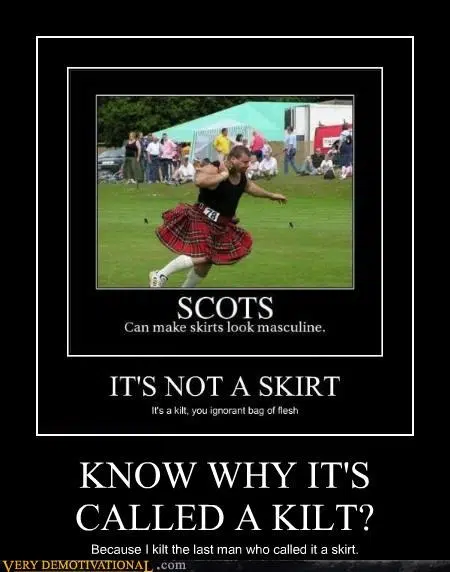 78
SCOTS
Can make skirts look masculine.
IT'S NOT A SKIRT
It's a kilt, you ignorant bag of flesh
KNOW WHY IT'S
CALLED A KILT?
Because I kilt the last man who called it a skirt.
VERY DEMOTIVATIONAL .com